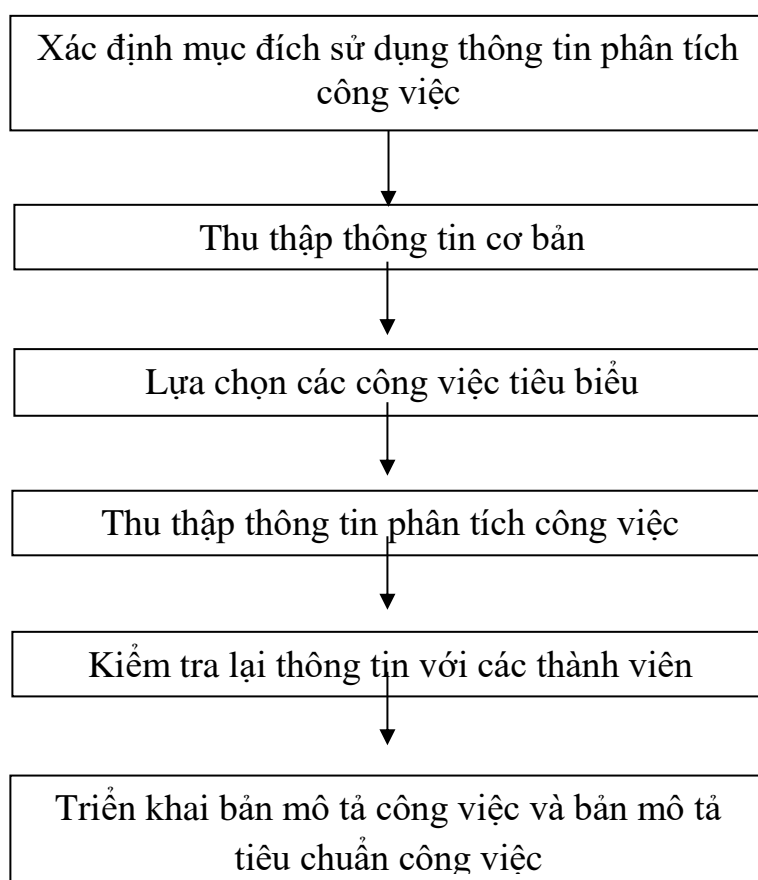 Xác định mục đích sử dụng thông tin phân tích
công việc
Thu thập thông tin cơ bản
Lựa chọn các công việc tiêu biểu
Thu thập thông tin phân tích công việc
Kiểm tra lại thông tin với các thành viên
Triển khai bản mô tả công việc và bản mô tả
tiêu chuẩn công việc